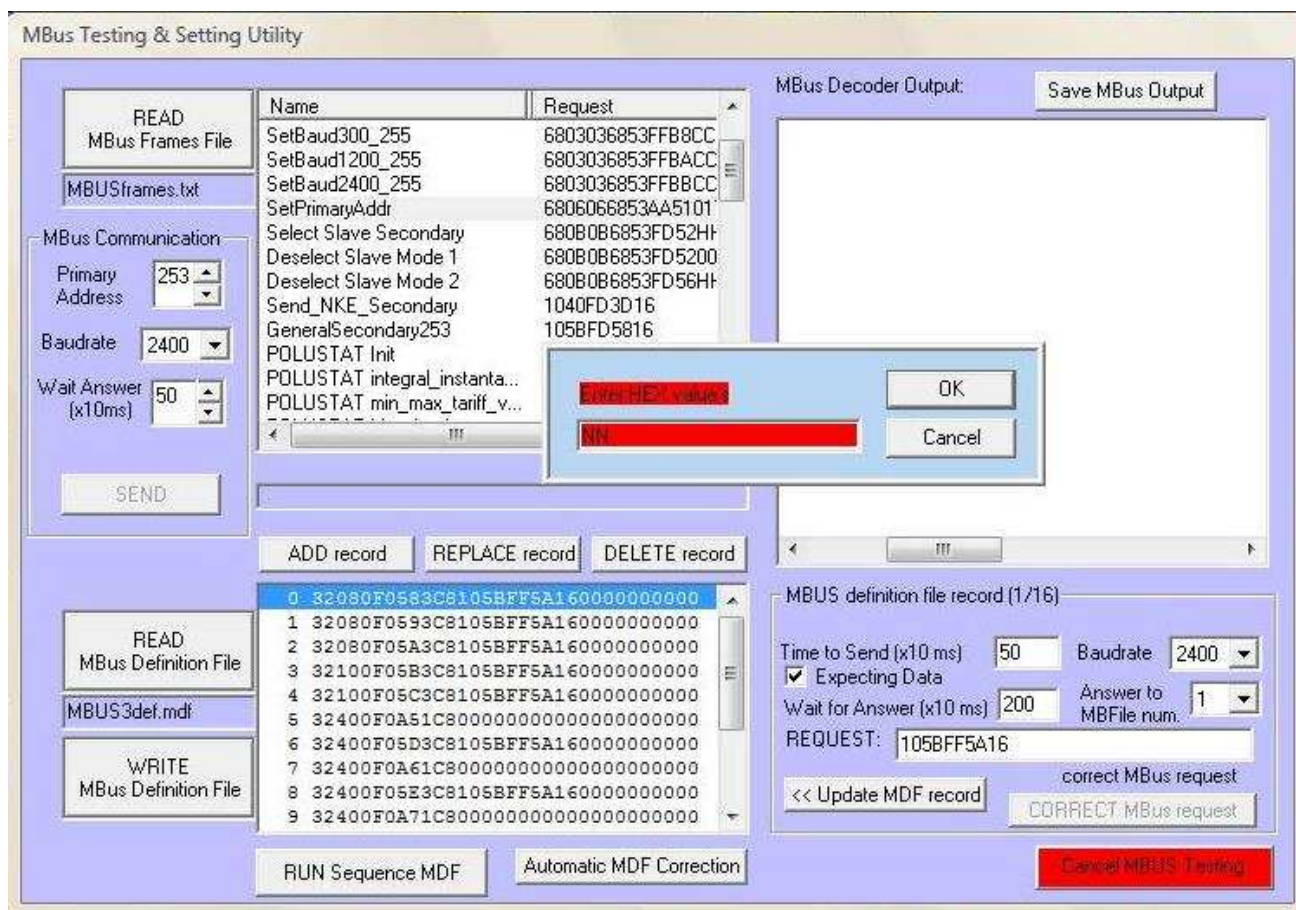 MBus Testing & Setting Utility
READ
MBus Frames File
MBUSframes.txt
MBus Communication
Primary
Address
253
Baudrate
2400
Wait Answer
(x10ms)
50
SEND
Name Request
SetBaud300_255 6803036853FFB8CC
SetBaud1200_255 6803036853FFBACC
SetBaud2400_255 6803036853FFBBCC
SetPrimaryAddr 6806066853AA5101
Select Slave Secondary 680B0B6853FD52HH
Deselect Slave Mode 1 680B0B6853FD5200
Deselect Slave Mode 2 680B0B6853FD56HH
Send_NKE_Secondary 1040FD3D16
GeneralSecondary253 105BFD5816
POLUSTAT Init
POLUSTAT integral_instanta...
POLUSTAT min_max_tariff_v...
Enter HEX value s
NN
OK
Cancel
MBus Decoder Output:
Save MBus Output
ADD record
REPLACE record
DELETE record
READ
MBus Definition File
MBUS3def.mdf
WRITE
MBus Definition File
0 32080F0583C8105BFF5A160000000000
1 32080F0593C8105BFF5A160000000000
2 32080F05A3C8105BFF5A160000000000
3 32100F05B3C8105BFF5A160000000000
4 32100F05C3C8105BFF5A160000000000
5 32400F0A51C800000000000000000000
6 32400F05D3C8105BFF5A160000000000
7 32400F0A61C800000000000000000000
8 32400F05E3C8105BFF5A160000000000
9 32400F0A71C800000000000000000000
RUN Sequence MDF
Automatic MDF Correction
MBUS definition file record (1/16)
Time to Send (x10 ms) 50
Baudrate 2400
Expecting Data
Wait for Answer (x10 ms) 200
Answer to
MBFile num.
1
REQUEST: 105BFF5A16
correct MBus request
<< Update MDF record
CORRECT MBus request
Cancel MBUS Testing